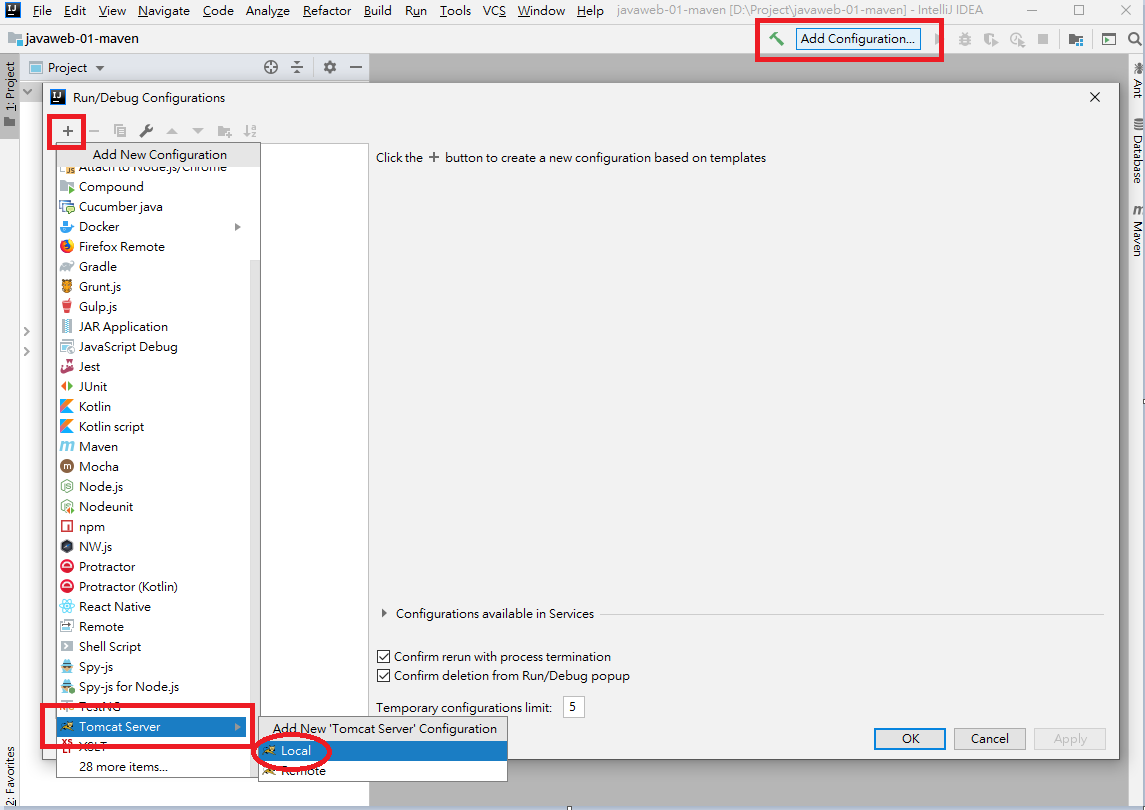 File Edit View Navigate Code Analyze Refactor Build Run Tools VCS Window Help javaweb-01-maven [D:\Project\javaweb-01-maven] - IntelliJ IDEA
javaweb-01-maven
Add Configuration...
1: Project
Project
Ant
Database
Maven
2: Favorites
Run/Debug Configurations
Add New Configuration
Attach to Node.js/Chrome
Compound
Cucumber java
Docker
Firefox Remote
Gradle
Grunt.js
Gulp.js
JAR Application
JavaScript Debug
Jest
JUnit
Kotlin
Kotlin script
Maven
Mocha
Node.js
Nodeunit
npm
NW.js
Protractor
Protractor (Kotlin)
React Native
Remote
Shell Script
Spy-js
Spy-js for Node.js
TestNG
Tomcat Server
XSLT
28 more items...
Add New 'Tomcat Server' Configuration
Local
Remote
Click the + button to create a new configuration based on templates
Configurations available in Services
Confirm rerun with process termination
Confirm deletion from Run/Debug popup
Temporary configurations limit: 5
OK Cancel Apply